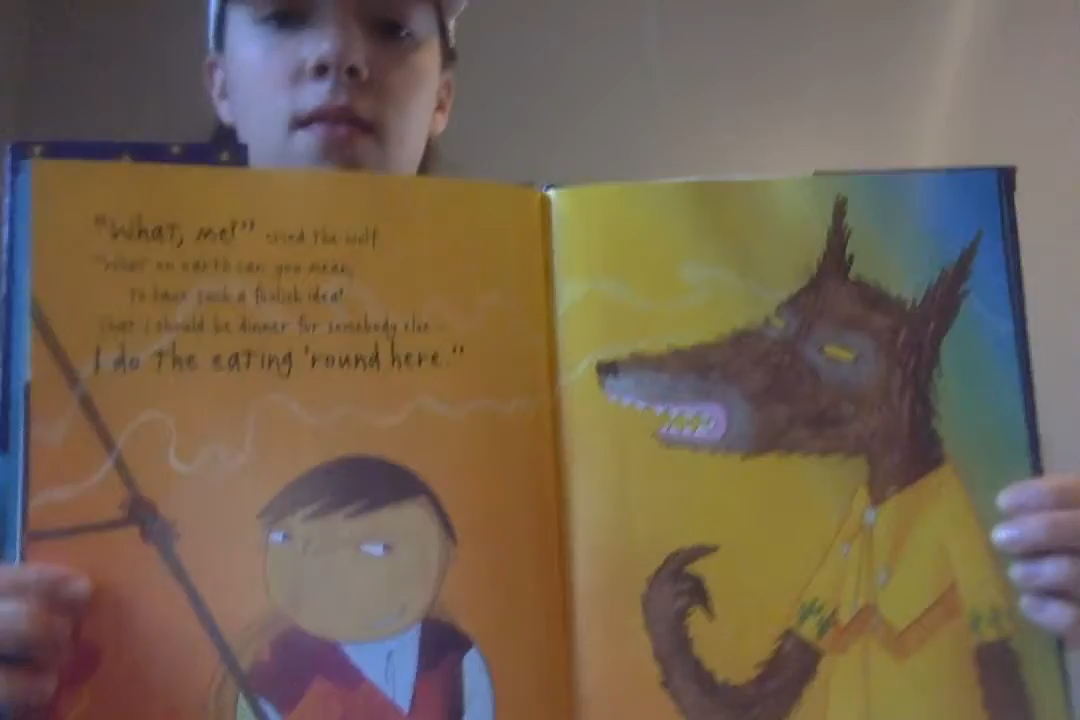 "What, me!" cried the wolf
"What on earth can you mean,
To have such a foolish idea!
That I should be dinner for somebody else –
I do the eating 'round here."